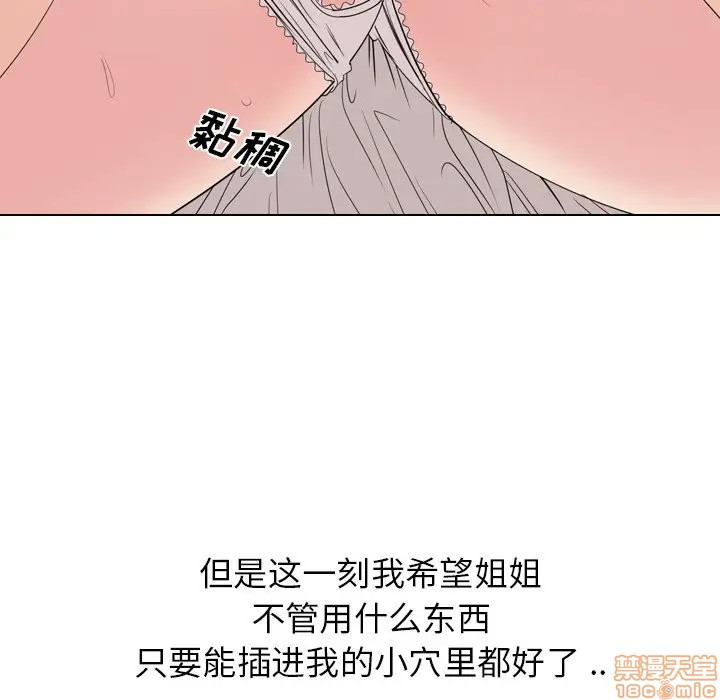 黏稠
但是这一刻我希望姐姐
不管用什么东西
只要能插进我的小穴里都好了 ..
禁漫天堂
18COMIC